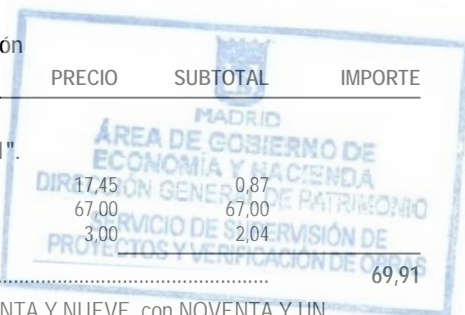 ón
PRECIO SUBTOTAL IMPORTE
MADRID
ÁREA DE GOBIERNO DE
1".
ECONOMÍA Y HACIENDA
17,45 0,87
DIRECCIÓN GENERAL DE PATRIMONIO
67,00 67,00
SERVICIO DE SUPERVISIÓN DE
3,00 2,04
PROYECTOS Y VERIFICACIÓN DE OBRAS
69,91
NTA Y NUEVE con NOVENTA Y UN